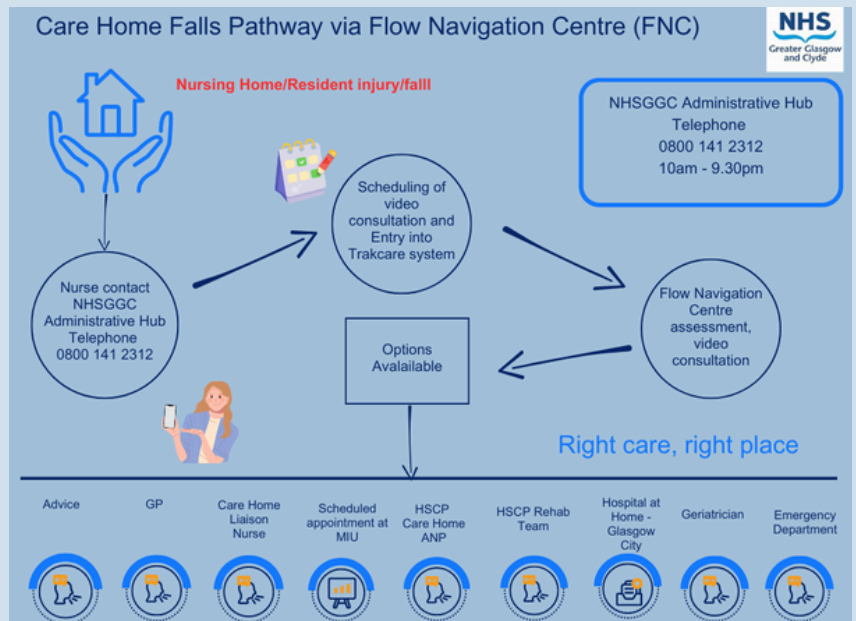 Care Home Falls Pathway via Flow Navigation Centre (FNC)
NHS
Greater Glasgow
and Clyde
Nursing Home/Resident injury/falll
NHSGGC Administrative Hub
Telephone
0800 141 2312
10am - 9.30pm
Nurse contact
NHSGGC
Administrative Hub
Telephone
0800 141 2312
Scheduling of
video
consultation and
Entry into
Trakcare system
Flow Navigation
Centre
assessment,
video
consultation
Options
Avalailable
Right care, right place
Advice
GP
Care Home
Liaison
Nurse
Scheduled
appointment at
MIU
HSCP
Care Home
ANP
HSCP Rehab
Team
Hospital at
Home -
Glasgow
City
Geriatrician
Emergency
Department